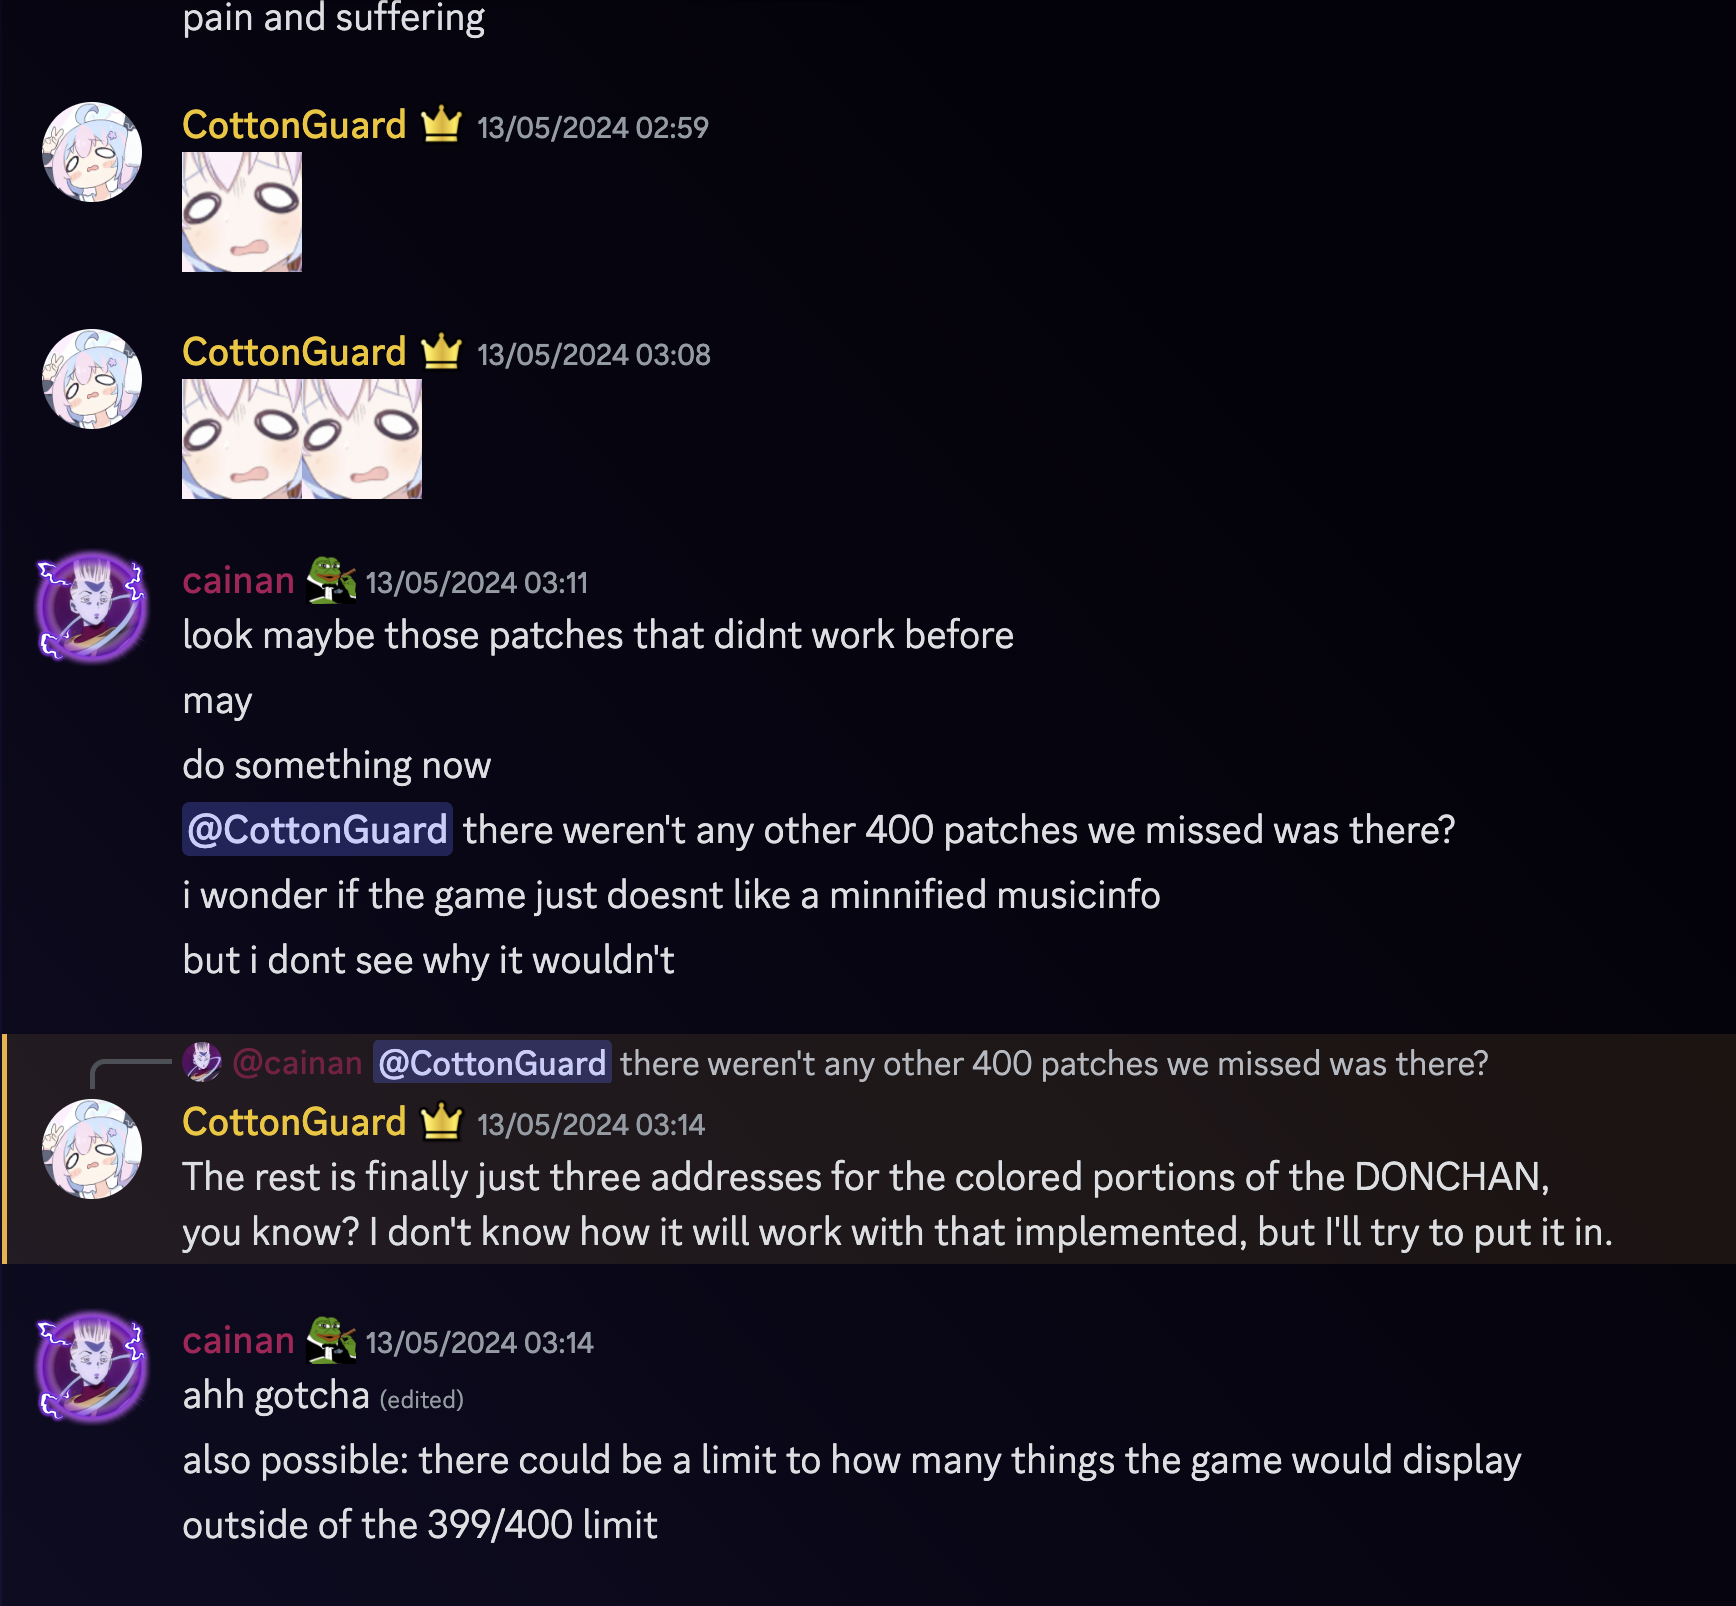 pain and suffering
CottonGuard 13/05/2024 02:59
CottonGuard 13/05/2024 03:08
cainan 13/05/2024 03:11
look maybe those patches that didnt work before
may
do something now
@CottonGuard there weren't any other 400 patches we missed was there?
i wonder if the game just doesnt like a minnified musicinfo
but i dont see why it wouldn't
@cainan @CottonGuard there weren't any other 400 patches we missed was there?
CottonGuard 13/05/2024 03:14
The rest is finally just three addresses for the colored portions of the DONCHAN,
you know? I don't know how it will work with that implemented, but I'll try to put it in.
cainan 13/05/2024 03:14
ahh gotcha (edited)
also possible: there could be a limit to how many things the game would display
outside of the 399/400 limit